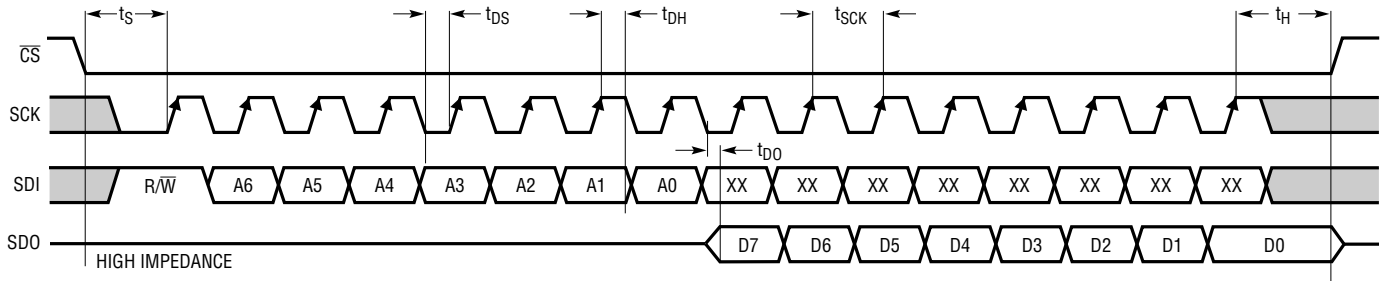 tS tDS tDH tSCK tH
CS
SCK
tDO
SDI R/W A6 A5 A4 A3 A2 A1 A0 XX XX XX XX XX XX XX XX
SDO D7 D6 D5 D4 D3 D2 D1 D0
HIGH IMPEDANCE